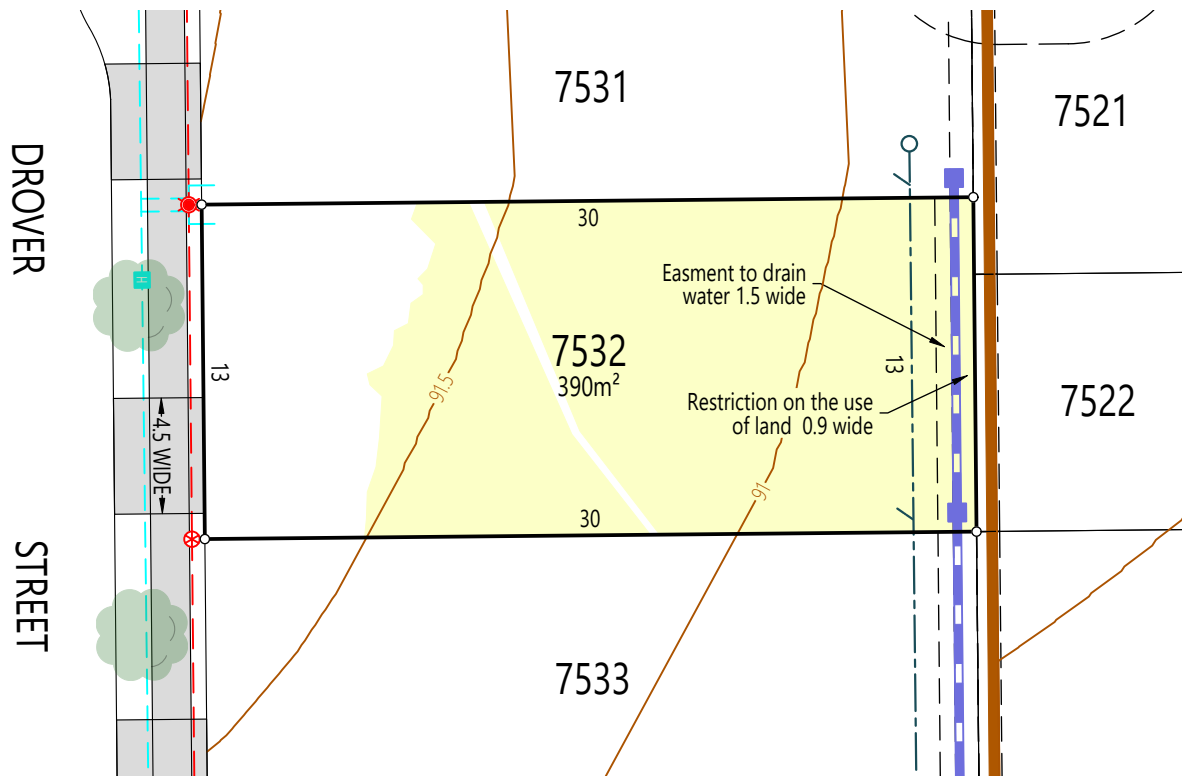 7531
7521
DROVER
30
Easment to drain
water 1.5 wide
7532
390m²
13
13
91.5
Restriction on the use
of land 0.9 wide
7522
4.5 WIDE
91
30
STREET
7533
H